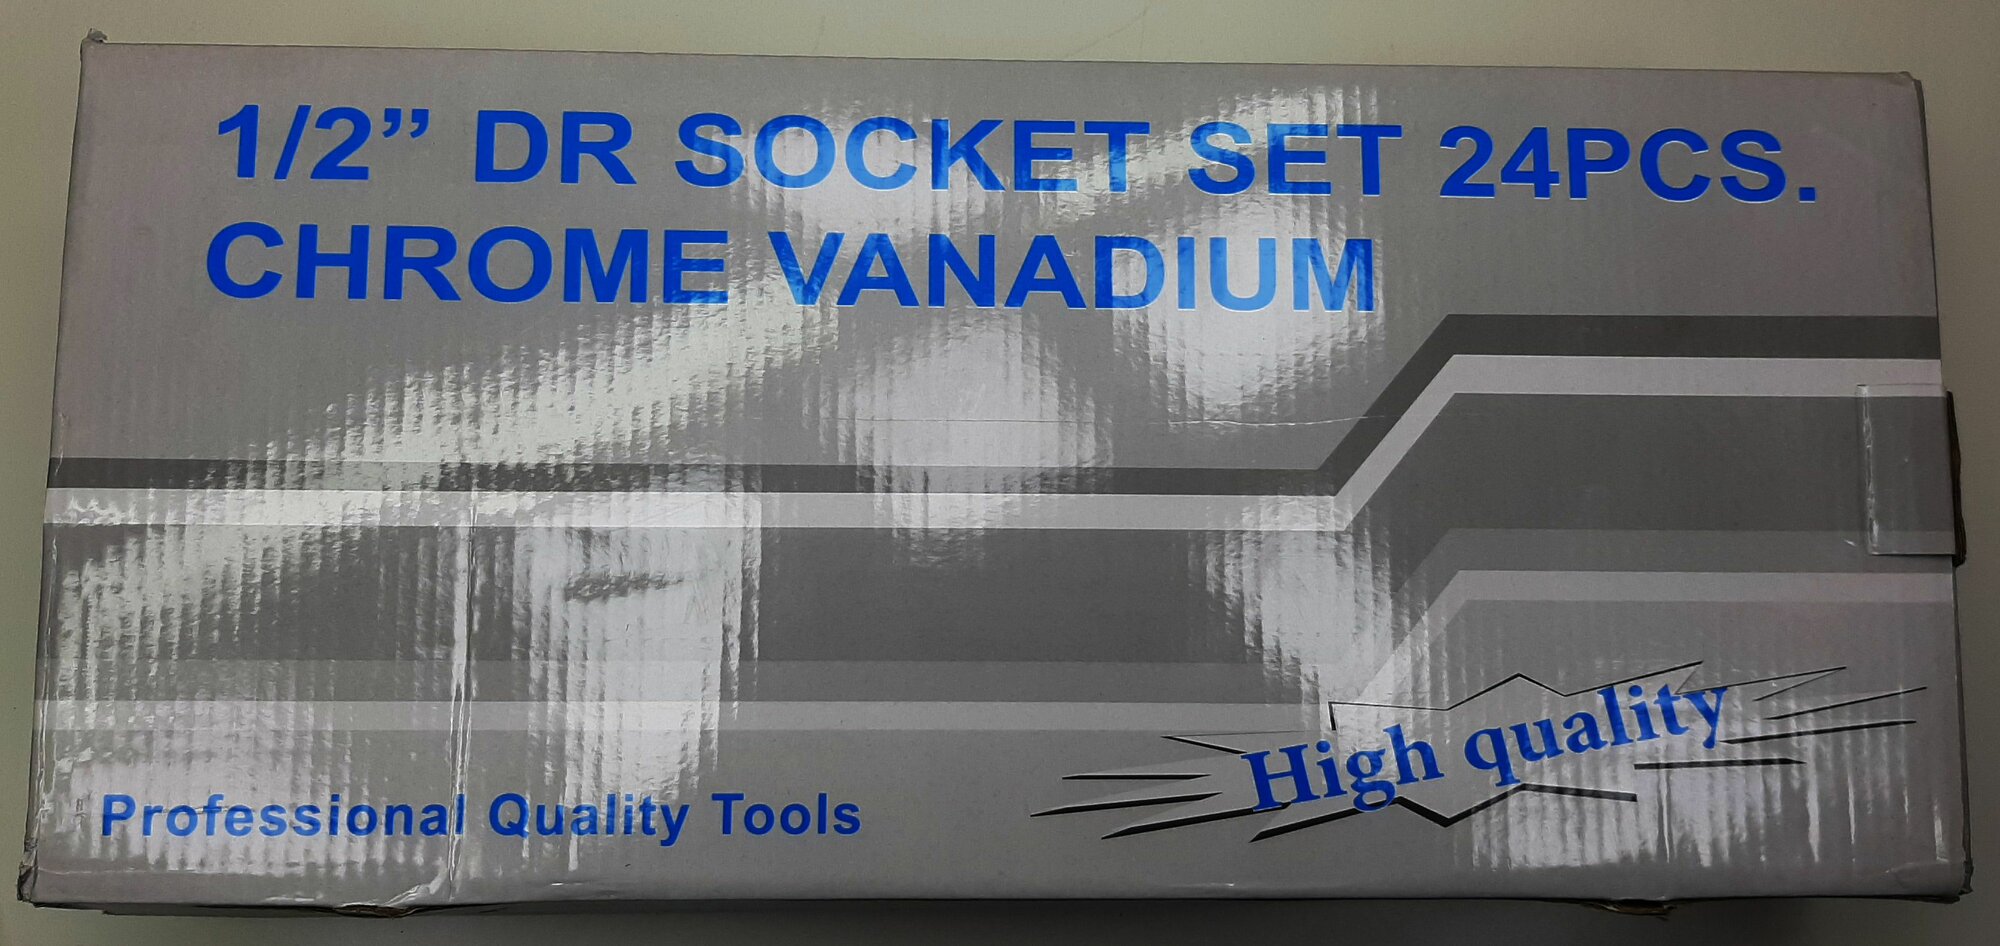 1/2” DR SOCKET SET 24PCS.
CHROME VANADIUM
High quality
Professional Quality Tools